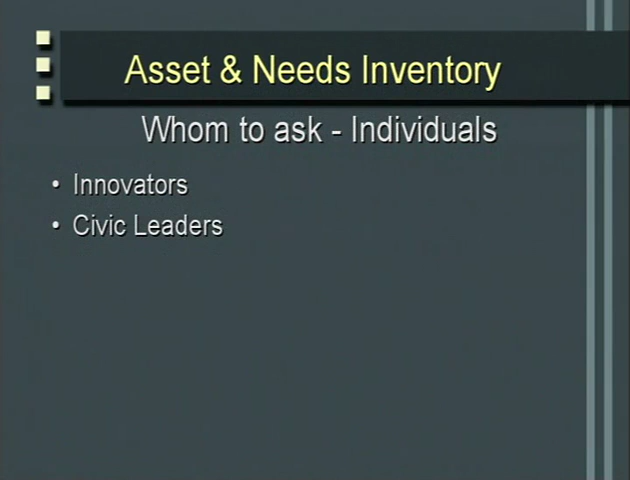 Asset & Needs Inventory
Whom to ask - Individuals
• Innovators
• Civic Leaders